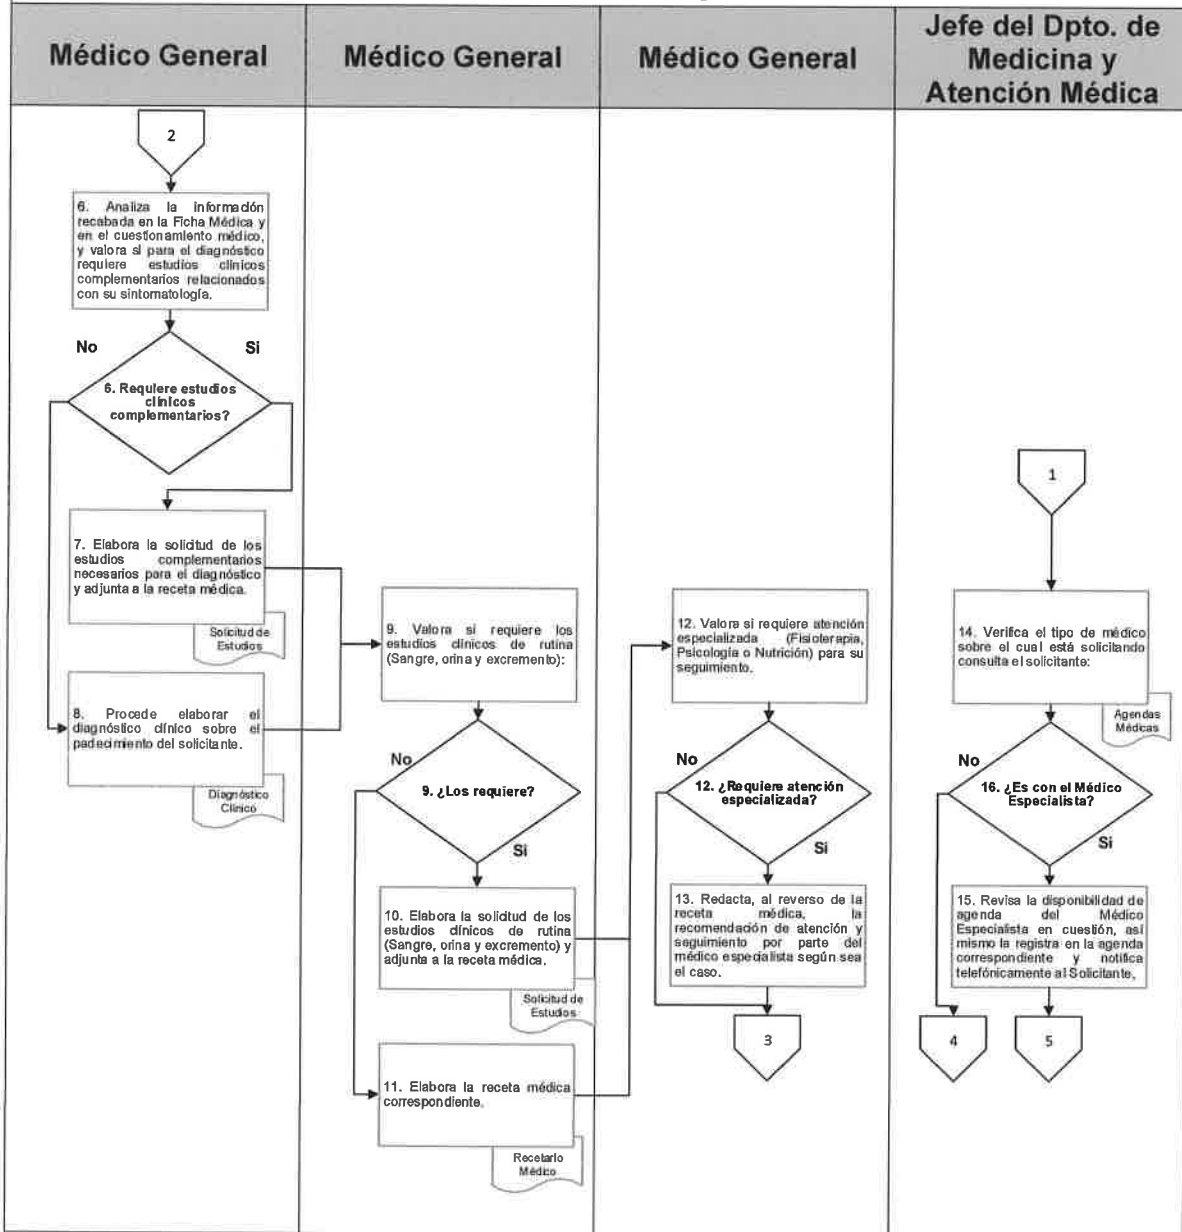 Médico General
Médico General
Médico General
Jefe del Dpto. de
Medicina y
Atención Médica
2
6. Analiza la información
recabada en la Ficha Médica y
en el cuestionamiento médico,
y valora si para el diagnóstico
requiere estudios clínicos
complementarios relacionados
con su sintomatología.
No
Si
6. Requiere estudios
clínicos
complementarios?
7. Elabora la solicitud de los
estudios complementarios
necesarios para el diagnóstico
y adjunta a la receta médica.
Solicitud de
Estudios
8. Procede elaborar el
diagnóstico clínico sobre el
padecimiento del solicitante.
Diagnóstico
Clínico
9. Valora si requiere los
estudios clínicos de rutina
(Sangre, orina y excremento):
No
9. ¿Los requiere?
Si
10. Elabora la solicitud de los
estudios clínicos de rutina
(Sangre, orina y excremento) y
adjunta a la receta médica.
Solicitud de
Estudios
11. Elabora la receta médica
correspondiente.
Recetario
Médico
12. Valora si requiere atención
especializada (Fisioterapia,
Psicología o Nutrición) para su
seguimiento.
No
12. ¿Requiere atención
especializada?
Si
13. Redacta, al reverso de la
receta médica, la
recomendación de atención y
seguimiento por parte del
médico especialista según sea
el caso.
3
1
14. Verifica el tipo de médico
sobre el cual está solicitando
consulta el solicitante:
Agendas
Médicas
No
16. ¿Es con el Médico
Especialista?
Si
15. Revisa la disponibilidad de
agenda del Médico
Especialista en cuestión, así
mismo la registra en la agenda
correspondiente y notifica
telefónicamente al Solicitante,
4
5